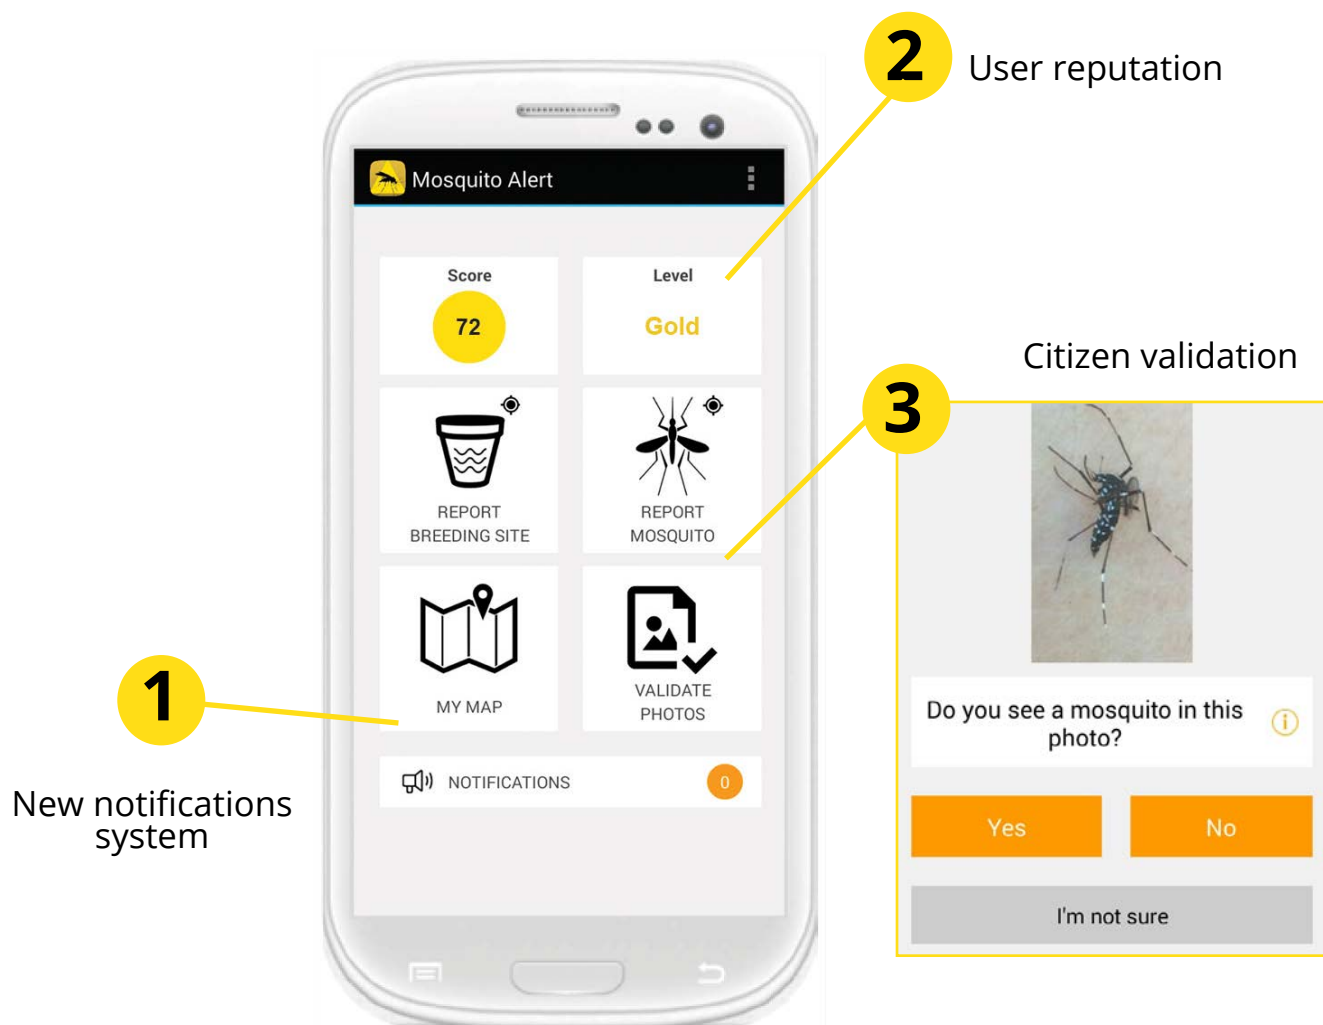 2
User reputation
Mosquito Alert
Score
72
Level
Gold
REPORT
BREEDING SITE
REPORT
MOSQUITO
MY MAP
VALIDATE
PHOTOS
NOTIFICATIONS
0
1
New notifications
system
Citizen validation
3
Do you see a mosquito in this
photo?
i
Yes
No
I'm not sure